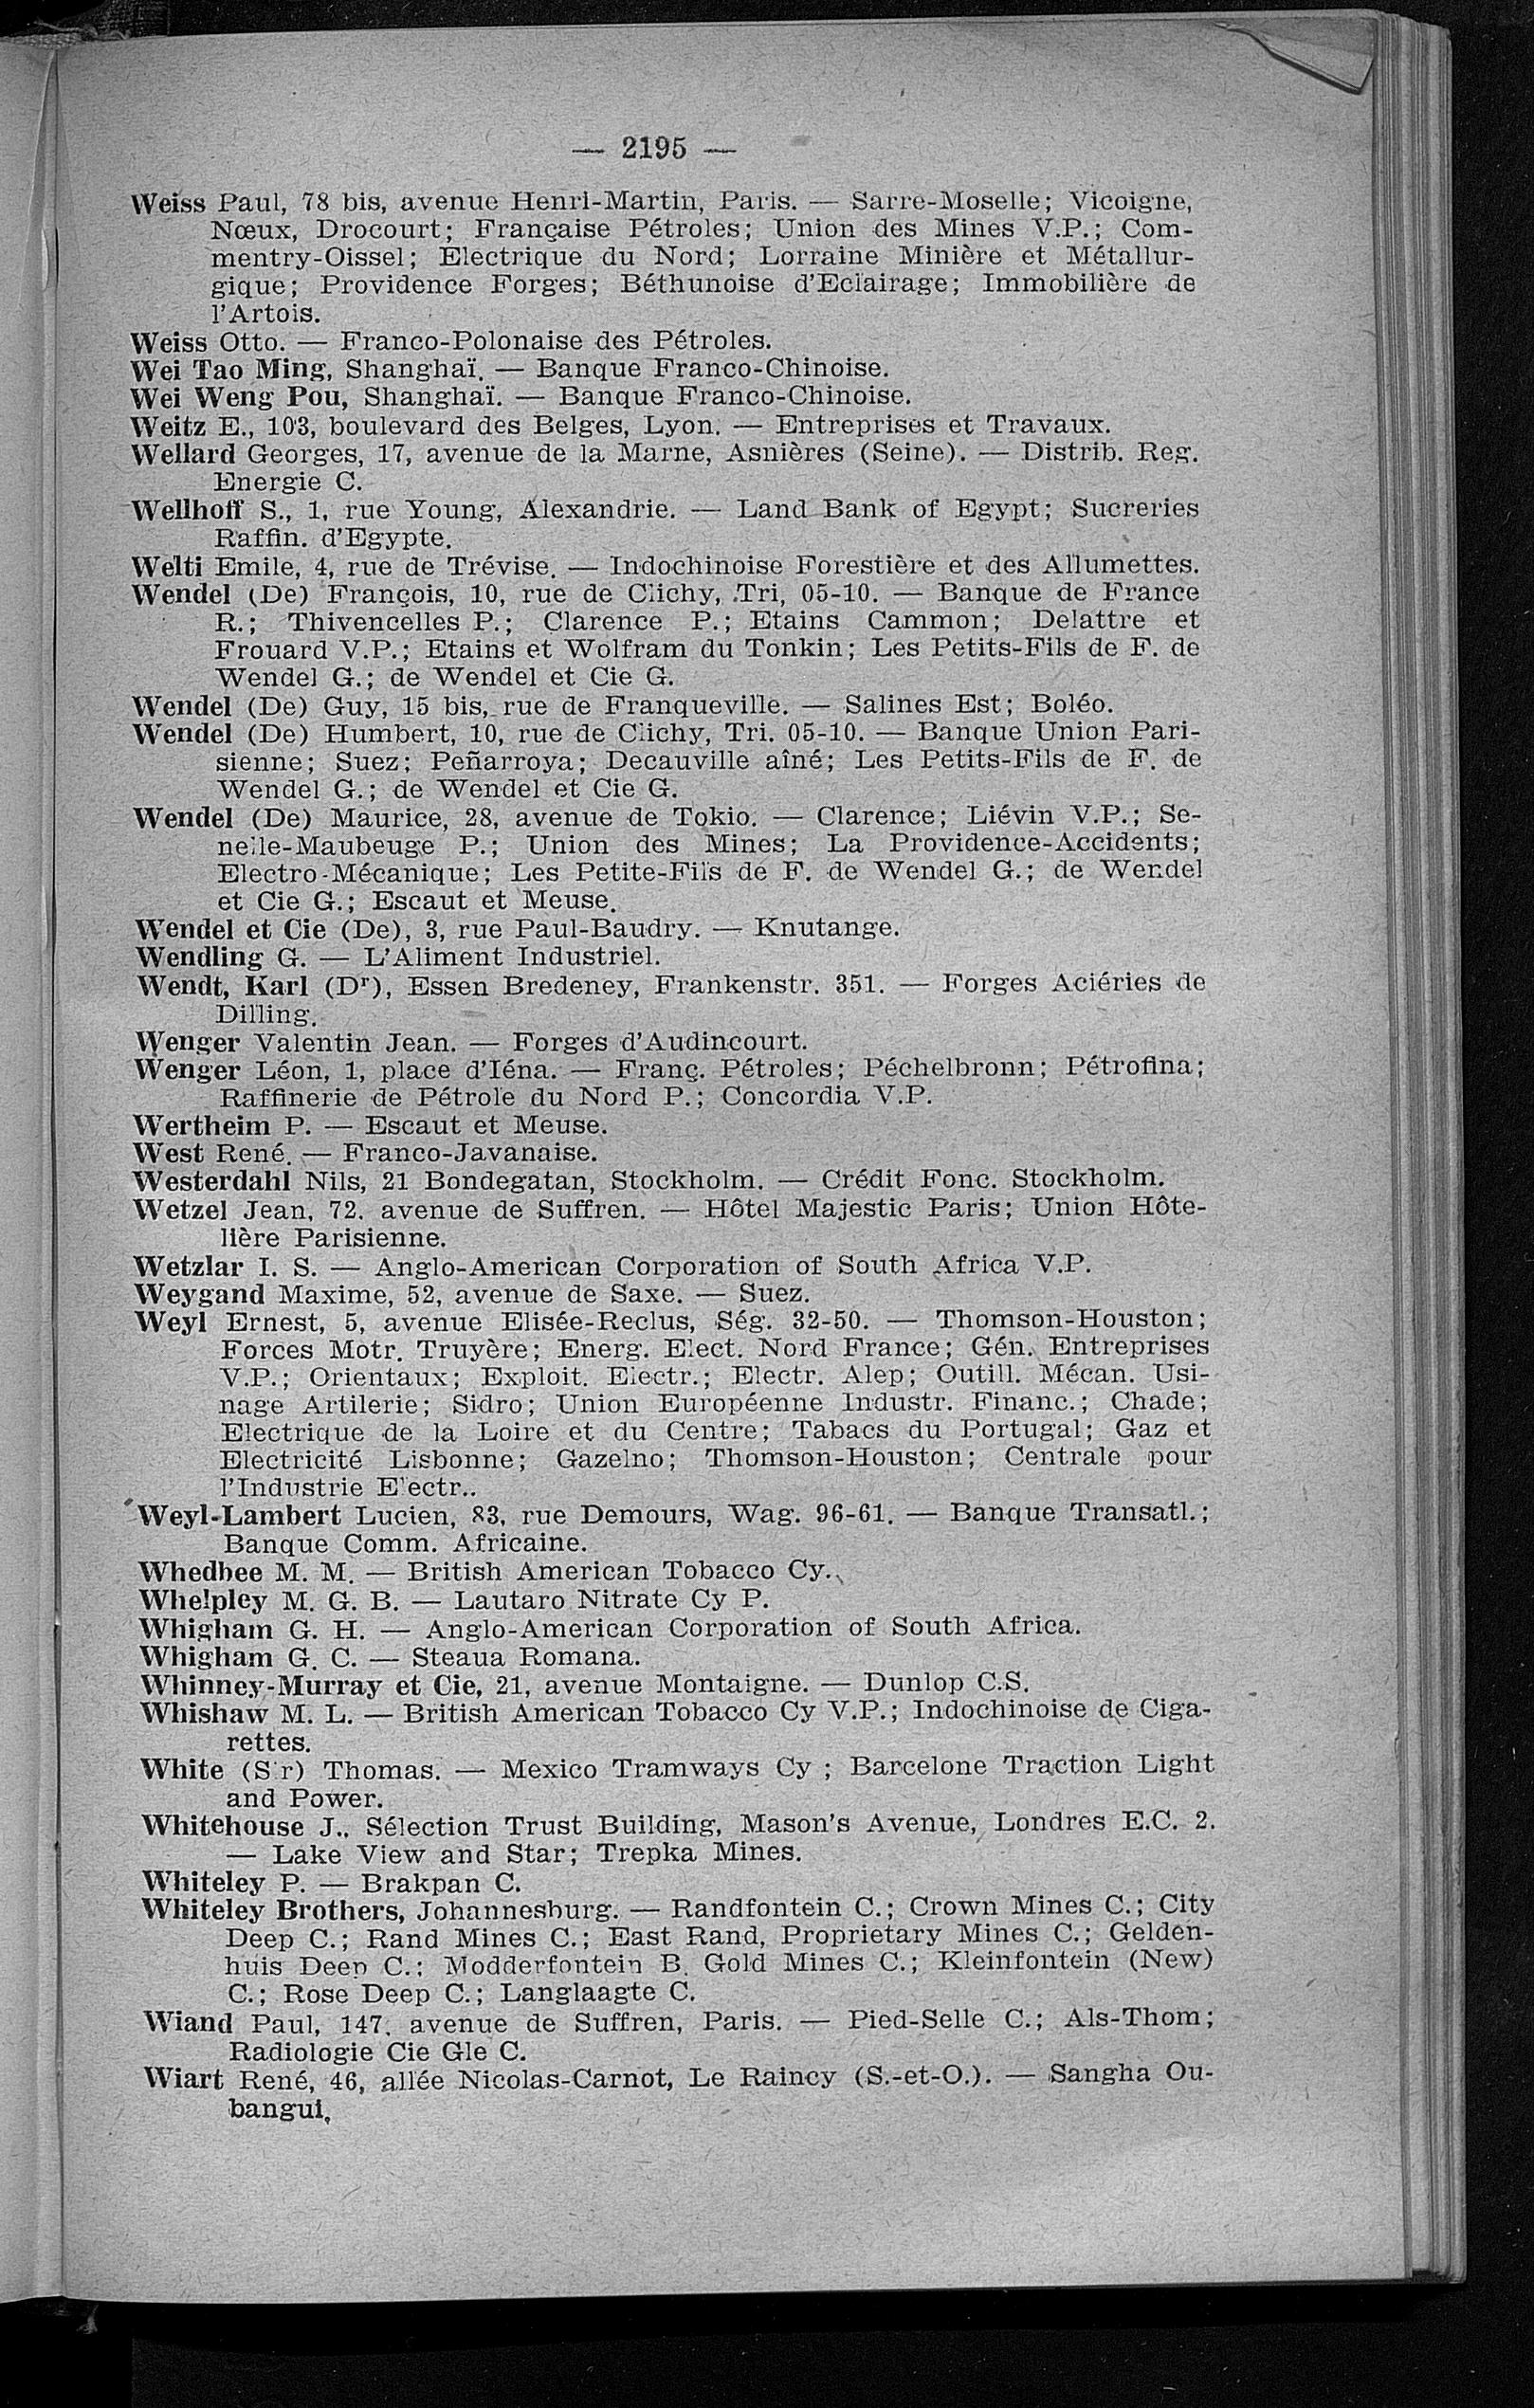 — 2195 —
Weiss Paul, 78 bis, avenue Henri-Martin, Paris. — Sarre-Moselle; Vicoigne,
Nœux, Drocourt; Française Pétroles; Union des Mines V.P.; Com-
mentry-Oissel; Electrique du Nord; Lorraine Minière et Métallur-
gique; Providence Forges; Béthunoise d'Eclairage; Immobilière de
l'Artois.
Weiss Otto. — Franco-Polonaise des Pétroles.
Wei Tao Ming, Shanghaï. — Banque Franco-Chinoise.
Wei Weng Pou, Shanghaï. — Banque Franco-Chinoise.
Weitz E., 103, boulevard des Belges, Lyon. — Entreprises et Travaux.
Wellard Georges, 17, avenue de la Marne, Asnières (Seine). — Distrib. Reg.
Energie C.
Wellhoff S., 1, rue Young, Alexandrie. — Land Bank of Egypt; Sucreries
Raffin. d'Egypte.
Welti Emile, 4, rue de Trévise. — Indochinoise Forestière et des Allumettes.
Wendel (De) François, 10, rue de Clichy, .Tri, 05-10. — Banque de France
R.; Thivencelles P.; Clarence P.; Etains Cammon; Delattre et
Frouard V.P.; Etains et Wolfram du Tonkin; Les Petits-Fils de F. de
Wendel G.; de Wendel et Cie G.
Wendel (De) Guy, 15 bis, rue de Franqueville. — Salines Est; Boléo.
Wendel (De) Humbert, 10, rue de Clichy, Tri. 05-10. — Banque Union Pari-
sienne; Suez; Peñarroya; Decauville aîné; Les Petits-Fils de F. de
Wendel G.; de Wendel et Cie G.
Wendel (De) Maurice, 28, avenue de Tokio. — Clarence; Liévin V.P.; Se-
nelle-Maubeuge P.; Union des Mines; La Providence-Accidents;
Electro-Mécanique; Les Petite-Fils de F. de Wendel G.; de Wendel
et Cie G.; Escaut et Meuse.
Wendel et Cie (De), 3, rue Paul-Baudry. — Knutange.
Wendling G. — L'Aliment Industriel.
Wendt, Karl (Dr), Essen Bredeney, Frankenstr. 351. — Forges Aciéries de
Dilling.
Wenger Valentin Jean. — Forges d'Audincourt.
Wenger Léon, 1, place d'Iéna. — Franç. Pétroles; Péchelbronn; Pétrofina;
Raffinerie de Pétrole du Nord P.; Concordia V.P.
Wertheim P. — Escaut et Meuse.
West René. — Franco-Javanaise.
Westerdahl Nils, 21 Bondegatan, Stockholm. — Crédit Fonc. Stockholm.
Wetzel Jean, 72, avenue de Suffren. — Hôtel Majestic Paris; Union Hôte-
lière Parisienne.
Wetzlar I. S. — Anglo-American Corporation of South Africa V.P.
Weygand Maxime, 52, avenue de Saxe. — Suez.
Weyl Ernest, 5, avenue Elisée-Reclus, Ség. 32-50. — Thomson-Houston;
Forces Motr. Truyère; Energ. Elect. Nord France; Gén. Entreprises
V.P.; Orientaux; Exploit. Electr.; Electr. Alep; Outill. Mécan. Usi-
nage Artilerie; Sidro; Union Européenne Industr. Financ.; Chade;
Electrique de la Loire et du Centre; Tabacs du Portugal; Gaz et
Electricité Lisbonne; Gazelno; Thomson-Houston; Centrale pour
l'Industrie Electr..
Weyl-Lambert Lucien, 83, rue Demours, Wag. 96-61. — Banque Transatl.;
Banque Comm. Africaine.
Whedbee M. M. — British American Tobacco Cy.
Whelpley M. G. B. — Lautaro Nitrate Cy P.
Whigham G. H. — Anglo-American Corporation of South Africa.
Whigham G. C. — Steaua Romana.
Whinney-Murray et Cie, 21, avenue Montaigne. — Dunlop C.S.
Whishaw M. L. — British American Tobacco Cy V.P.; Indochinoise de Ciga-
rettes.
White (Sir) Thomas. — Mexico Tramways Cy ; Barcelone Traction Light
and Power.
Whitehouse J., Sélection Trust Building, Mason's Avenue, Londres E.C. 2.
— Lake View and Star; Trepka Mines.
Whiteley P. — Brakpan C.
Whiteley Brothers, Johannesburg. — Randfontein C.; Crown Mines C.; City
Deep C.; Rand Mines C.; East Rand, Proprietary Mines C.; Gelden-
huis Deep C.; Modderfontein B. Gold Mines C.; Kleinfontein (New)
C.; Rose Deep C.; Langlaagte C.
Wiand Paul, 147, avenue de Suffren, Paris. — Pied-Selle C.; Als-Thom;
Radiologie Cie Gle C.
Wiart René, 46, allée Nicolas-Carnot, Le Raincy (S.-et-O.). — Sangha Ou-
bangui.